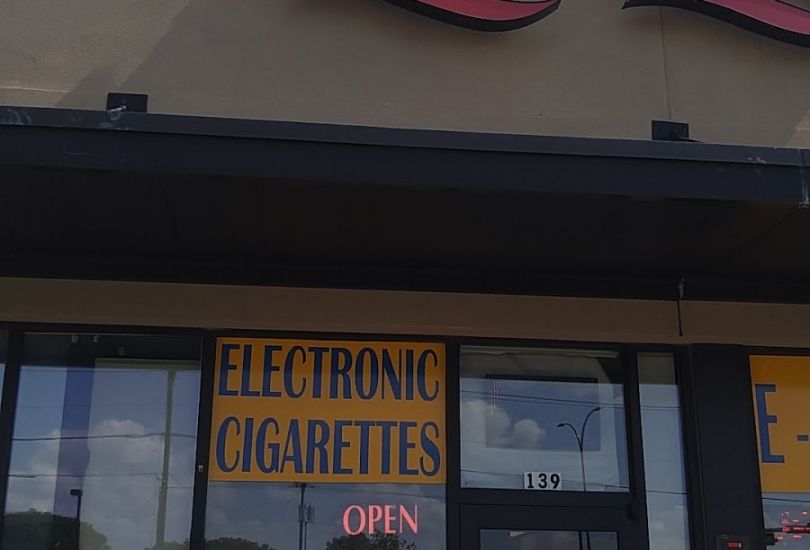 ELECTRONIC
CIGARETTES
139
OPEN
E -